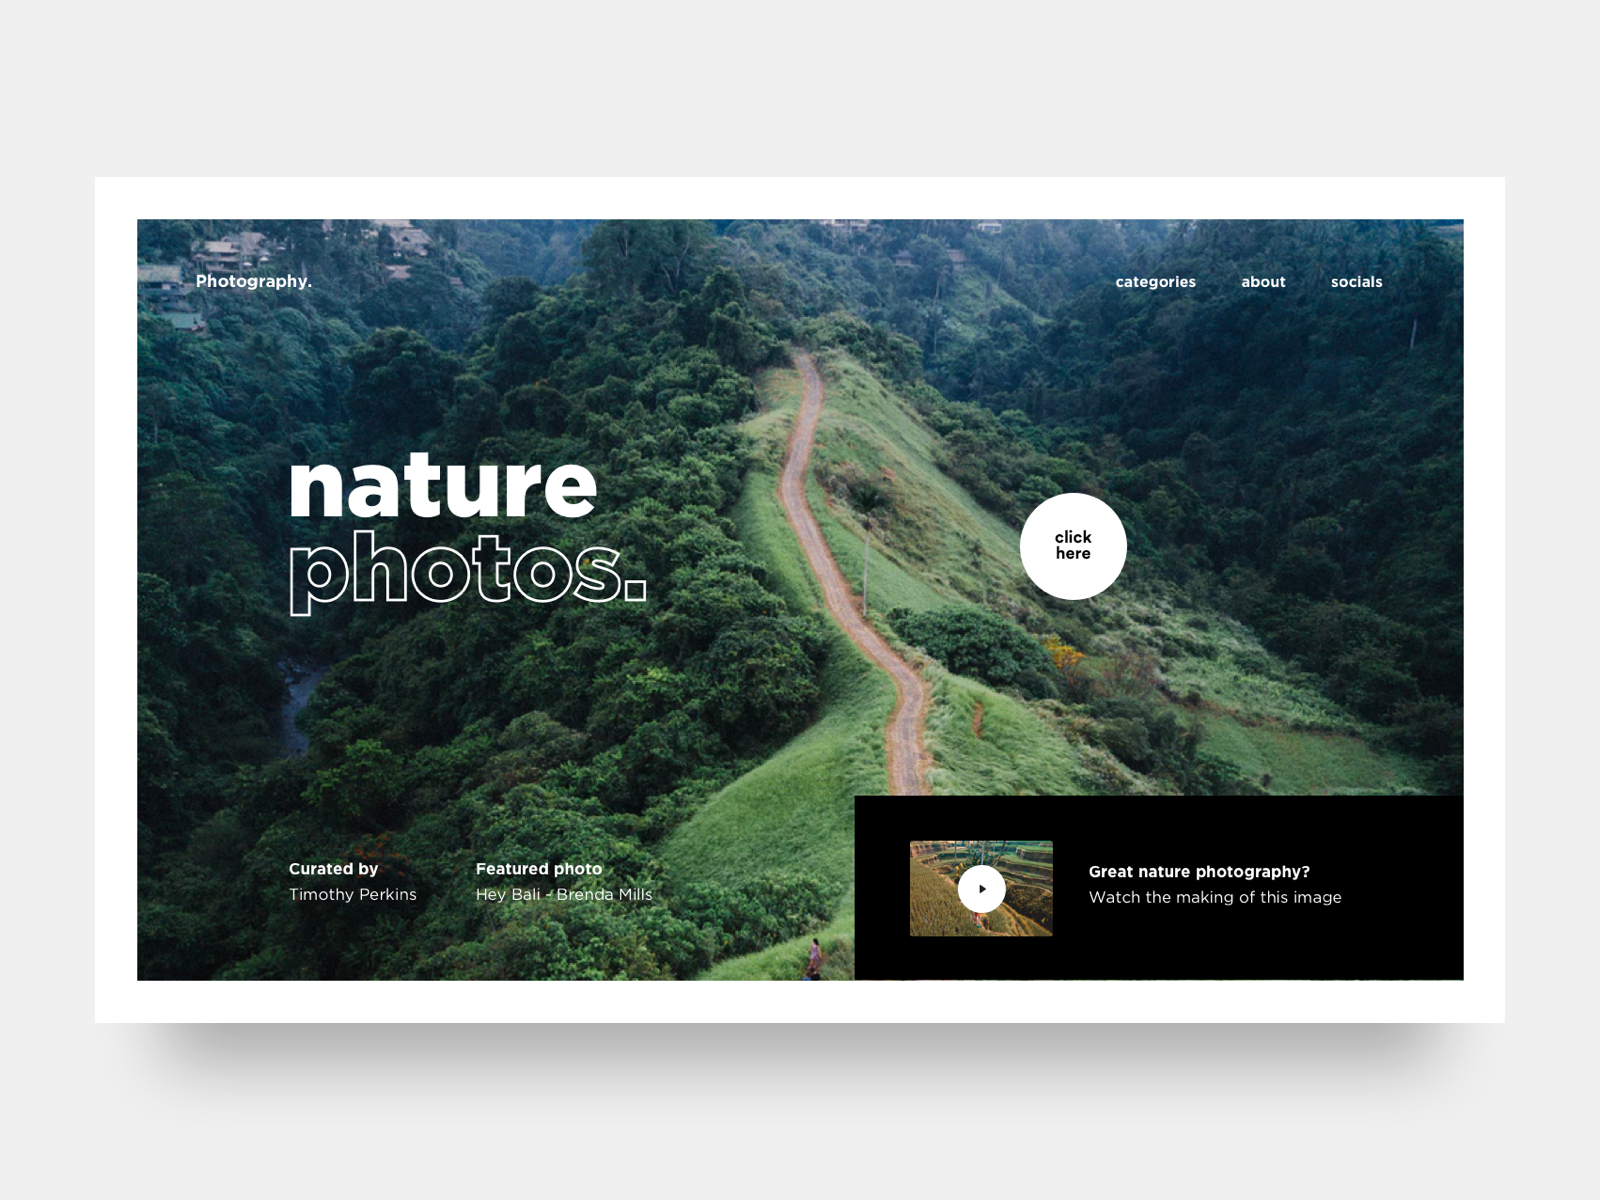 Photography.
categories
about
socials
nature
photos.
click
here
Curated by
Timothy Perkins
Featured photo
Hey Bali - Brenda Mills
Great nature photography?
Watch the making of this image